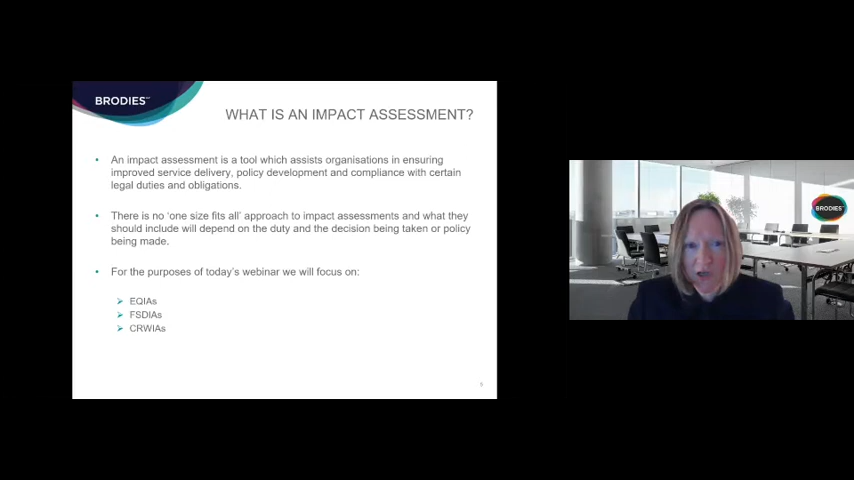 BRODIES LLP
WHAT IS AN IMPACT ASSESSMENT?
• An impact assessment is a tool which assists organisations in ensuring
improved service delivery, policy development and compliance with certain
legal duties and obligations.
• There is no ‘one size fits all’ approach to impact assessments and what they
should include will depend on the duty and the decision being taken or policy
being made.
• For the purposes of today’s webinar we will focus on:
➢ EQIAs
➢ FSDIAs
➢ CRWIAs
BRODIES